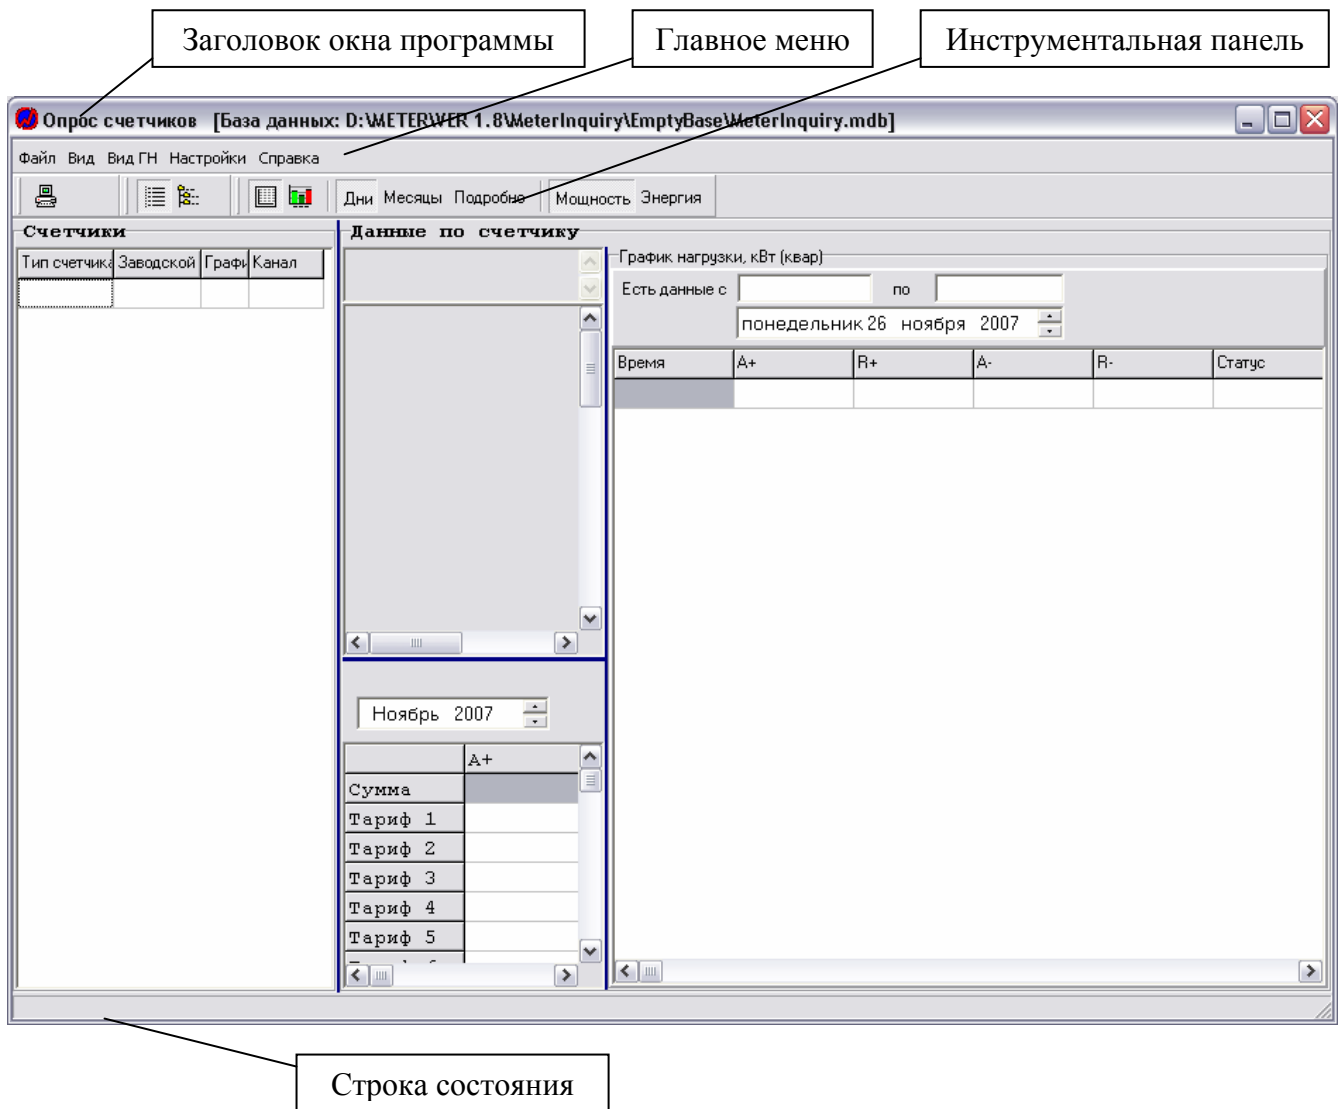 Заголовок окна программы
Главное меню
Инструментальная панель
Опрос счетчиков [База данных: D:\METER\VER 1.8\MeterInquiry\EmptyBase\MeterInquiry.mdb]
Файл Вид Вид ГН Настройки Справка
Дни Месяцы Подробно Мощность Энергия
Счетчики
Тип счетчика Заводской Графи Канал
Данные по счетчику
График нагрузки, кВт (квар)
Есть данные с по
понедельник 26 ноября 2007
Время A+ R+ A- R- Статус
Ноябрь 2007
A+
Сумма
Тариф 1
Тариф 2
Тариф 3
Тариф 4
Тариф 5
Строка состояния